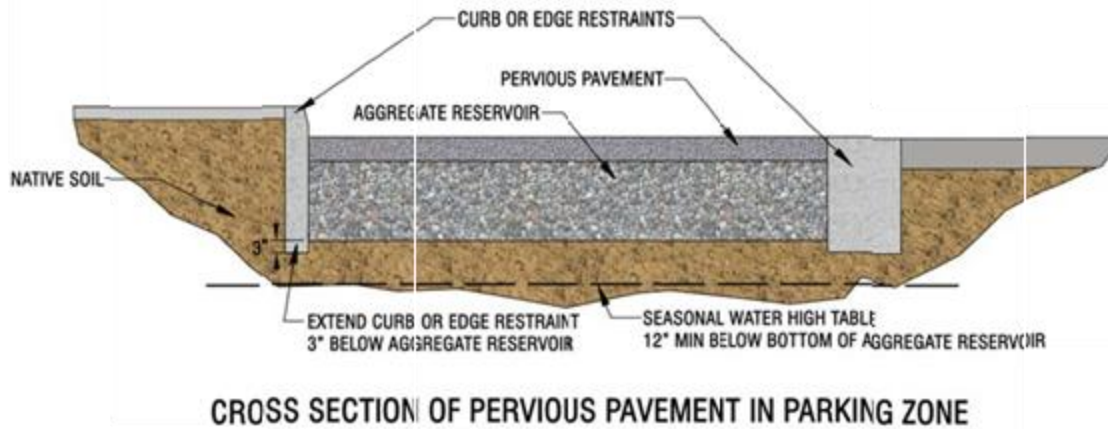 CURB OR EDGE RESTRAINTS
PERVIOUS PAVEMENT
AGGREGATE RESERVOIR
NATIVE SOIL
3"
EXTEND CURB OR EDGE RESTRAINT
3" BELOW AGGREGATE RESERVOIR
SEASONAL WATER HIGH TABLE
12" MIN BELOW BOTTOM OF AGGREGATE RESERVOIR
CROSS SECTION OF PERVIOUS PAVEMENT IN PARKING ZONE